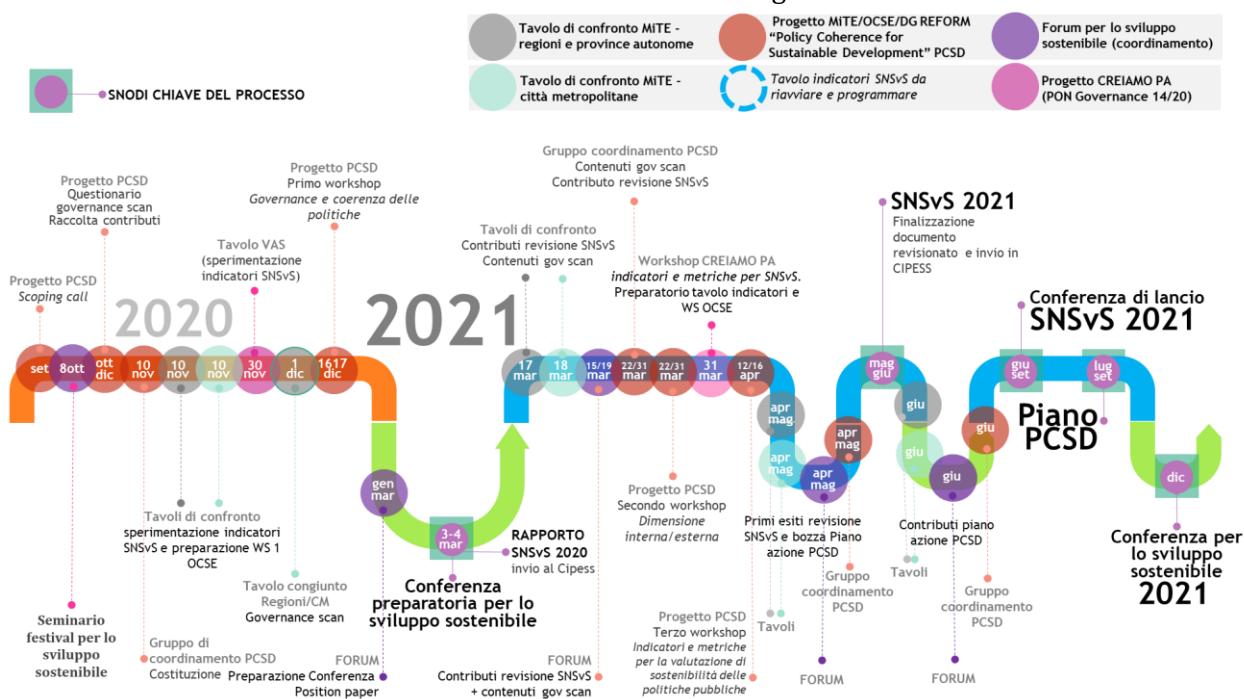 Tavolo di confronto MiTE -
regioni e province autonome
Progetto MiTE/OCSE/DG REFORM
“Policy Coherence for
Sustainable Development” PCSD
Forum per lo sviluppo
sostenibile (coordinamento)
Tavolo di confronto MiTE -
città metropolitane
Tavolo indicatori SNSvS da
riavviare e programmare
Progetto CREIAMO PA
(PON Governance 14/20)
SNODI CHIAVE DEL PROCESSO
Progetto PCSD
Scoping call
Progetto PCSD
Questionario
governance scan
Raccolta contributi
Tavolo VAS
(sperimentazione
indicatori SNSvS)
Progetto PCSD
Primo workshop
Governance e coerenza delle
politiche
Tavoli di confronto
Contributi revisione SNSvS
Contenuti gov scan
Gruppo coordinamento PCSD
Contenuti gov scan
Contributo revisione SNSvS
Workshop CREIAMO PA
indicatori e metriche per SNSvS.
Preparatorio tavolo indicatori e
WS OCSE
SNSvS 2021
Finalizzazione
documento
revisionato e invio in
CIPESS
Conferenza di lancio
SNSvS 2021
2020
2021
set
8ott
ott
dic
10
nov
10
nov
10
nov
30
nov
1
dic
1617
dic
gen
mar
3-4
mar
17
mar
18
mar
15/19
mar
22/31
mar
22/31
mar
31
mar
12/16
apr
apr
mag
apr
mag
apr
mag
apr
mag
mag
giu
giu
giu
giu
giu
giu
set
lug
set
dic
Piano
PCSD
Seminario
festival per lo
sviluppo
sostenibile
Gruppo di
coordinamento PCSD
Costituzione
Tavoli di confronto
sperimentazione indicatori
SNSvS e preparazione WS 1
OCSE
Tavolo congiunto
Regioni/CM
Governance scan
FORUM
Preparazione Conferenza
Position paper
Conferenza
preparatoria per lo
sviluppo sostenibile
RAPPORTO
SNSvS 2020
invio al Cipess
FORUM
Contributi revisione SNSvS
+ contenuti gov scan
Progetto PCSD
Secondo workshop
Dimensione
interna/esterna
Progetto PCSD
Terzo workshop
Indicatori e metriche
per la valutazione di
sostenibilità delle
politiche pubbliche
Primi esiti revisione
SNSvS e bozza Piano
azione PCSD
Tavoli
FORUM
Gruppo
coordinamento
PCSD
Contributi piano
azione PCSD
Tavoli
FORUM
Gruppo
coordinamento
PCSD
Conferenza per
lo sviluppo
sostenibile
2021